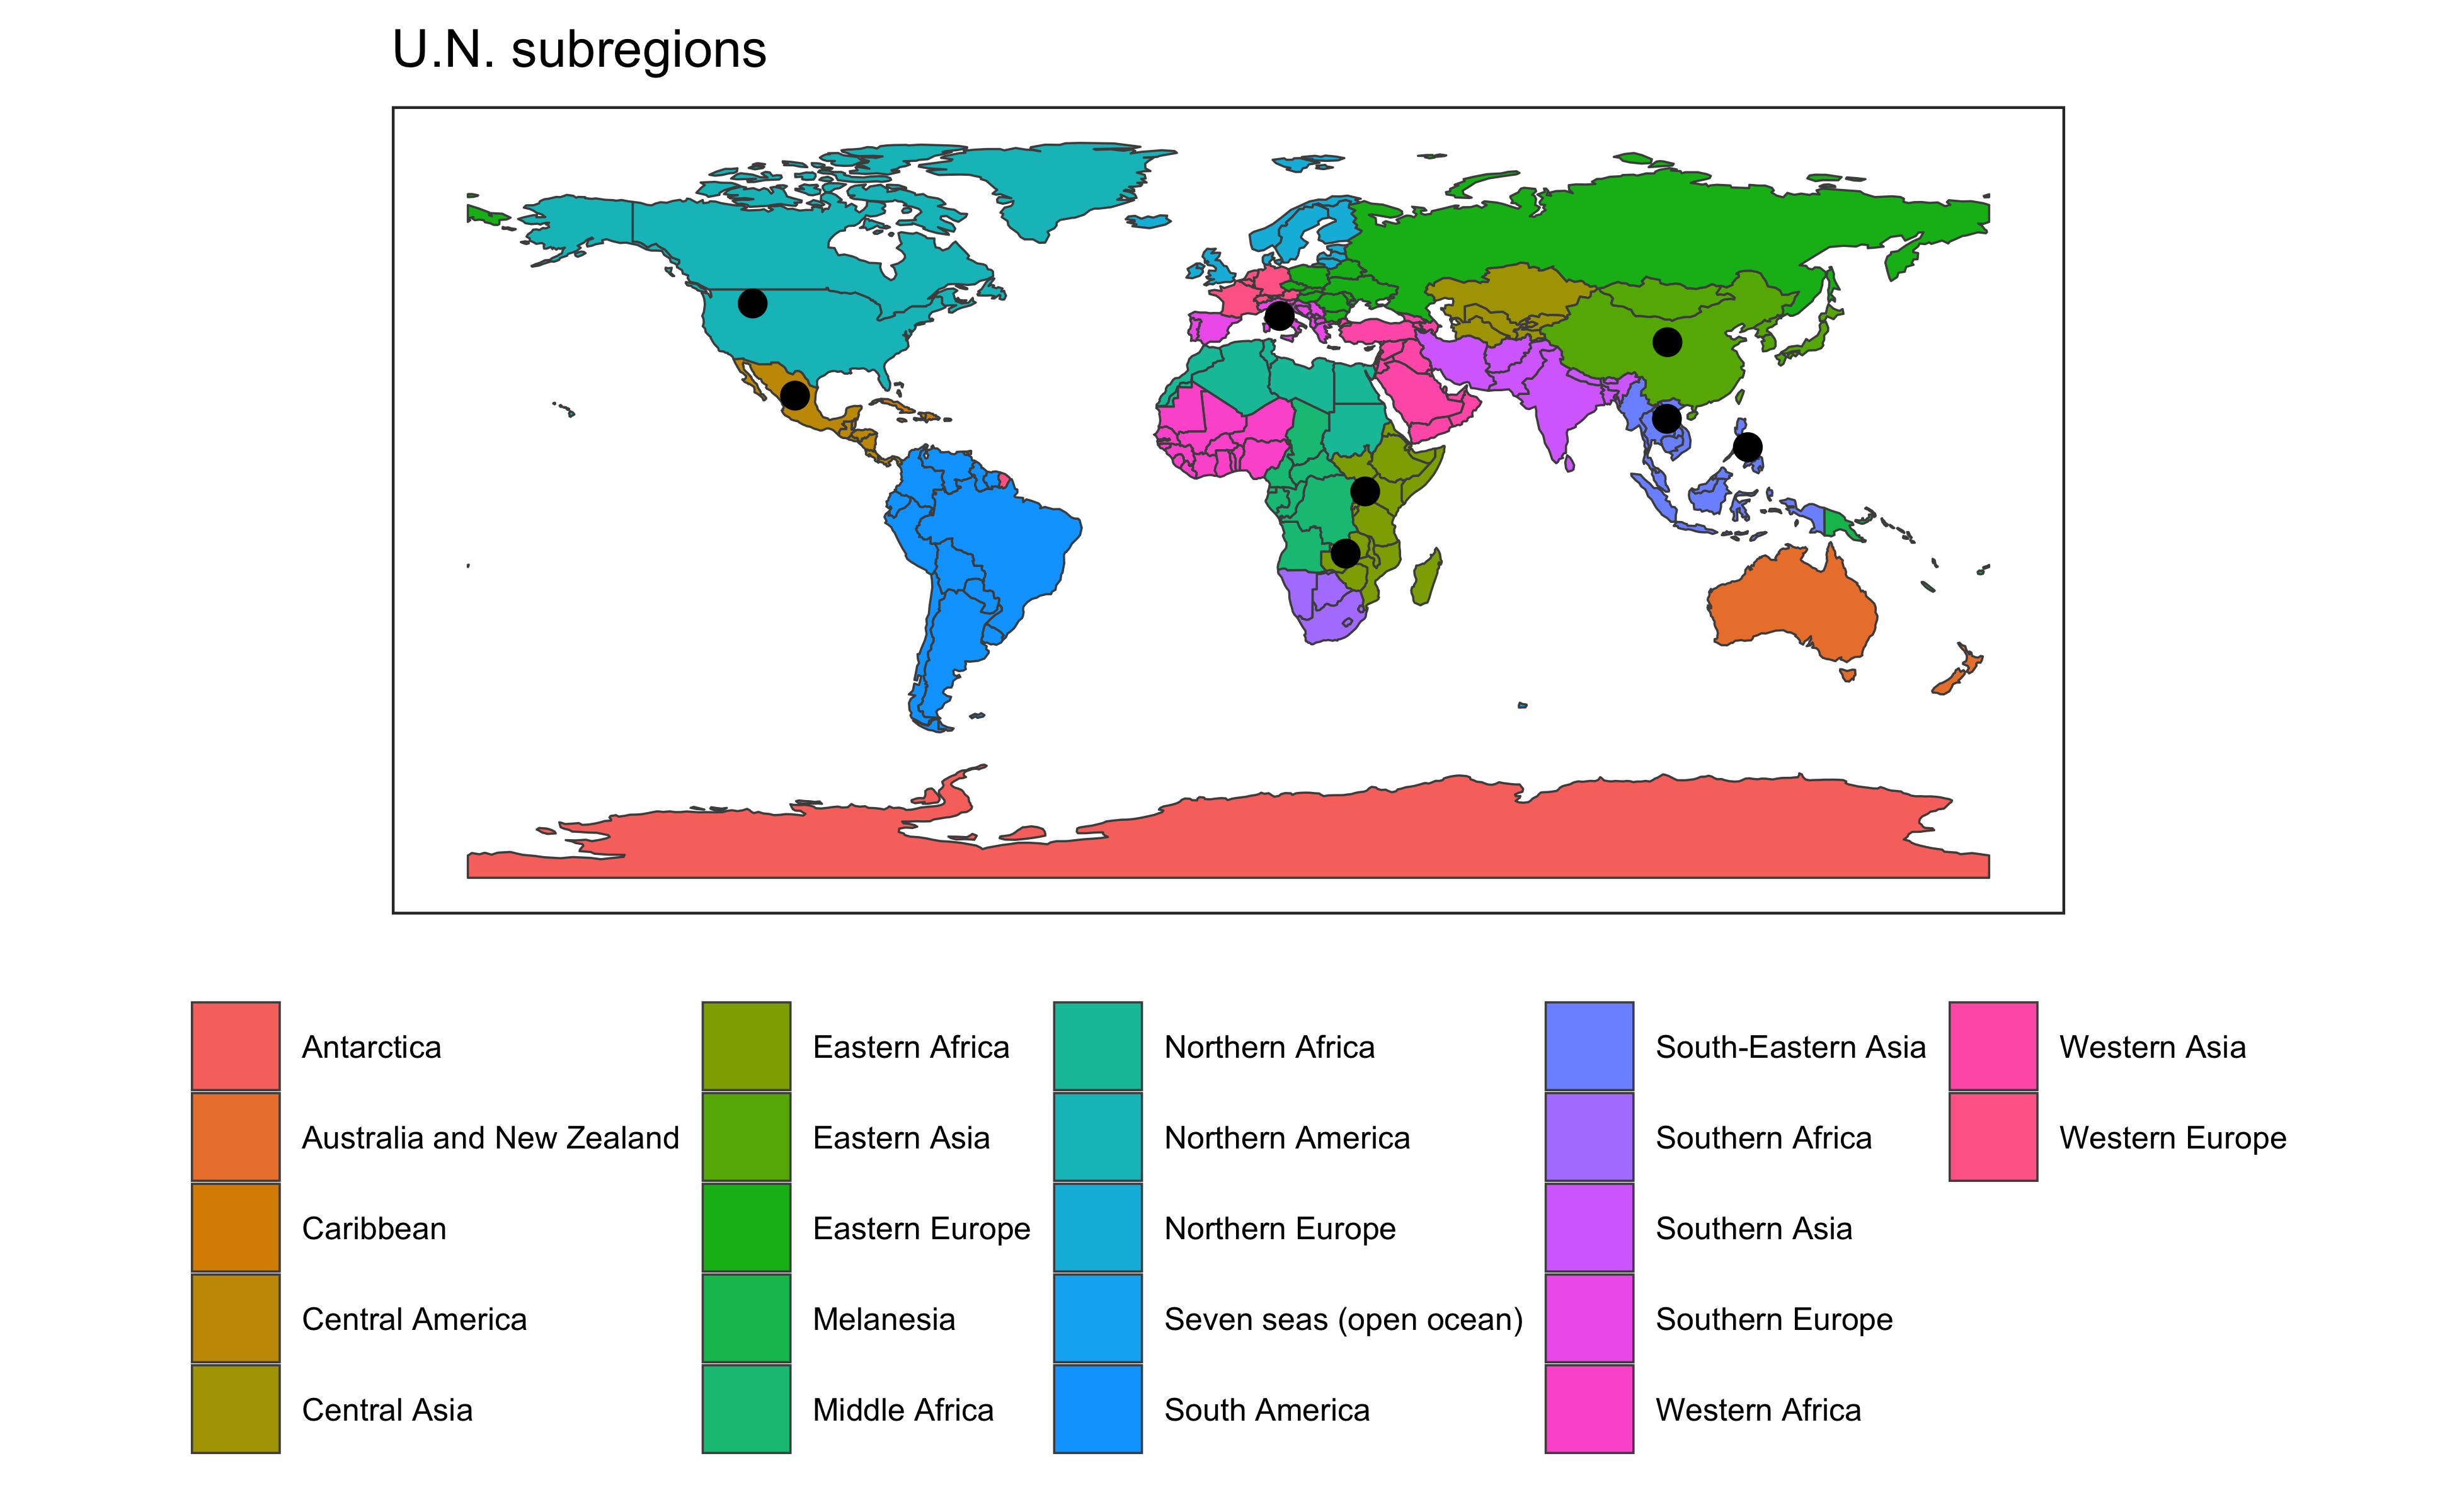 U.N. subregions
Antarctica
Australia and New Zealand
Caribbean
Central America
Central Asia
Eastern Africa
Eastern Asia
Eastern Europe
Melanesia
Middle Africa
Northern Africa
Northern America
Northern Europe
Seven seas (open ocean)
South America
South-Eastern Asia
Southern Africa
Southern Asia
Southern Europe
Western Africa
Western Asia
Western Europe